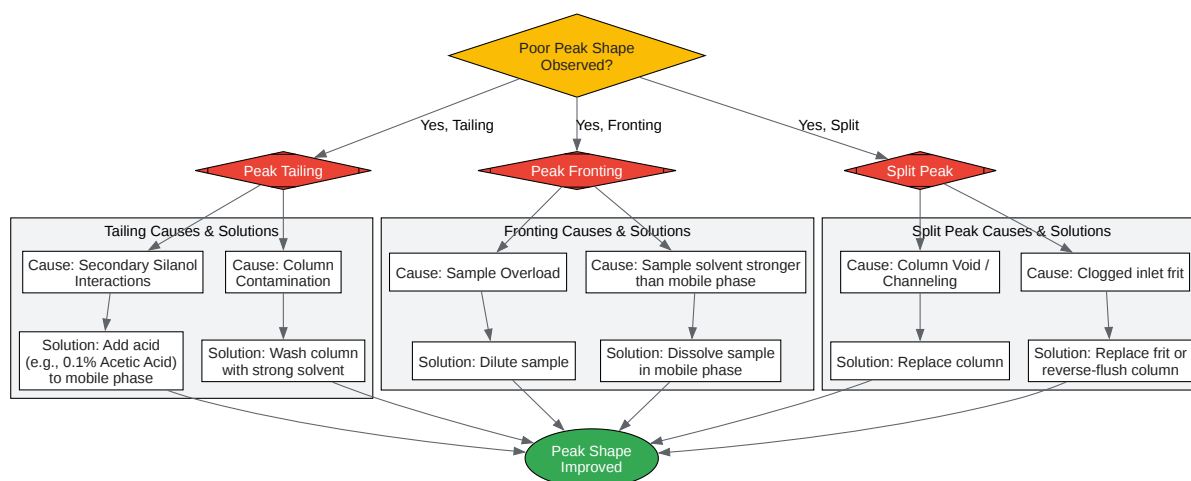 Poor Peak Shape
Observed?
Yes, Tailing
Yes, Fronting
Yes, Split
Peak Tailing
Peak Fronting
Split Peak
Tailing Causes & Solutions
Fronting Causes & Solutions
Split Peak Causes & Solutions
Cause: Secondary Silanol
Interactions
Cause: Column
Contamination
Cause: Sample Overload
Cause: Sample solvent stronger
than mobile phase
Cause: Column Void /
Channeling
Cause: Clogged inlet frit
Solution: Add acid
(e.g., 0.1% Acetic Acid)
to mobile phase
Solution: Wash column
with strong solvent
Solution: Dilute sample
Solution: Dissolve sample
in mobile phase
Solution: Replace column
Solution: Replace frit or
reverse-flush column
Peak Shape
Improved